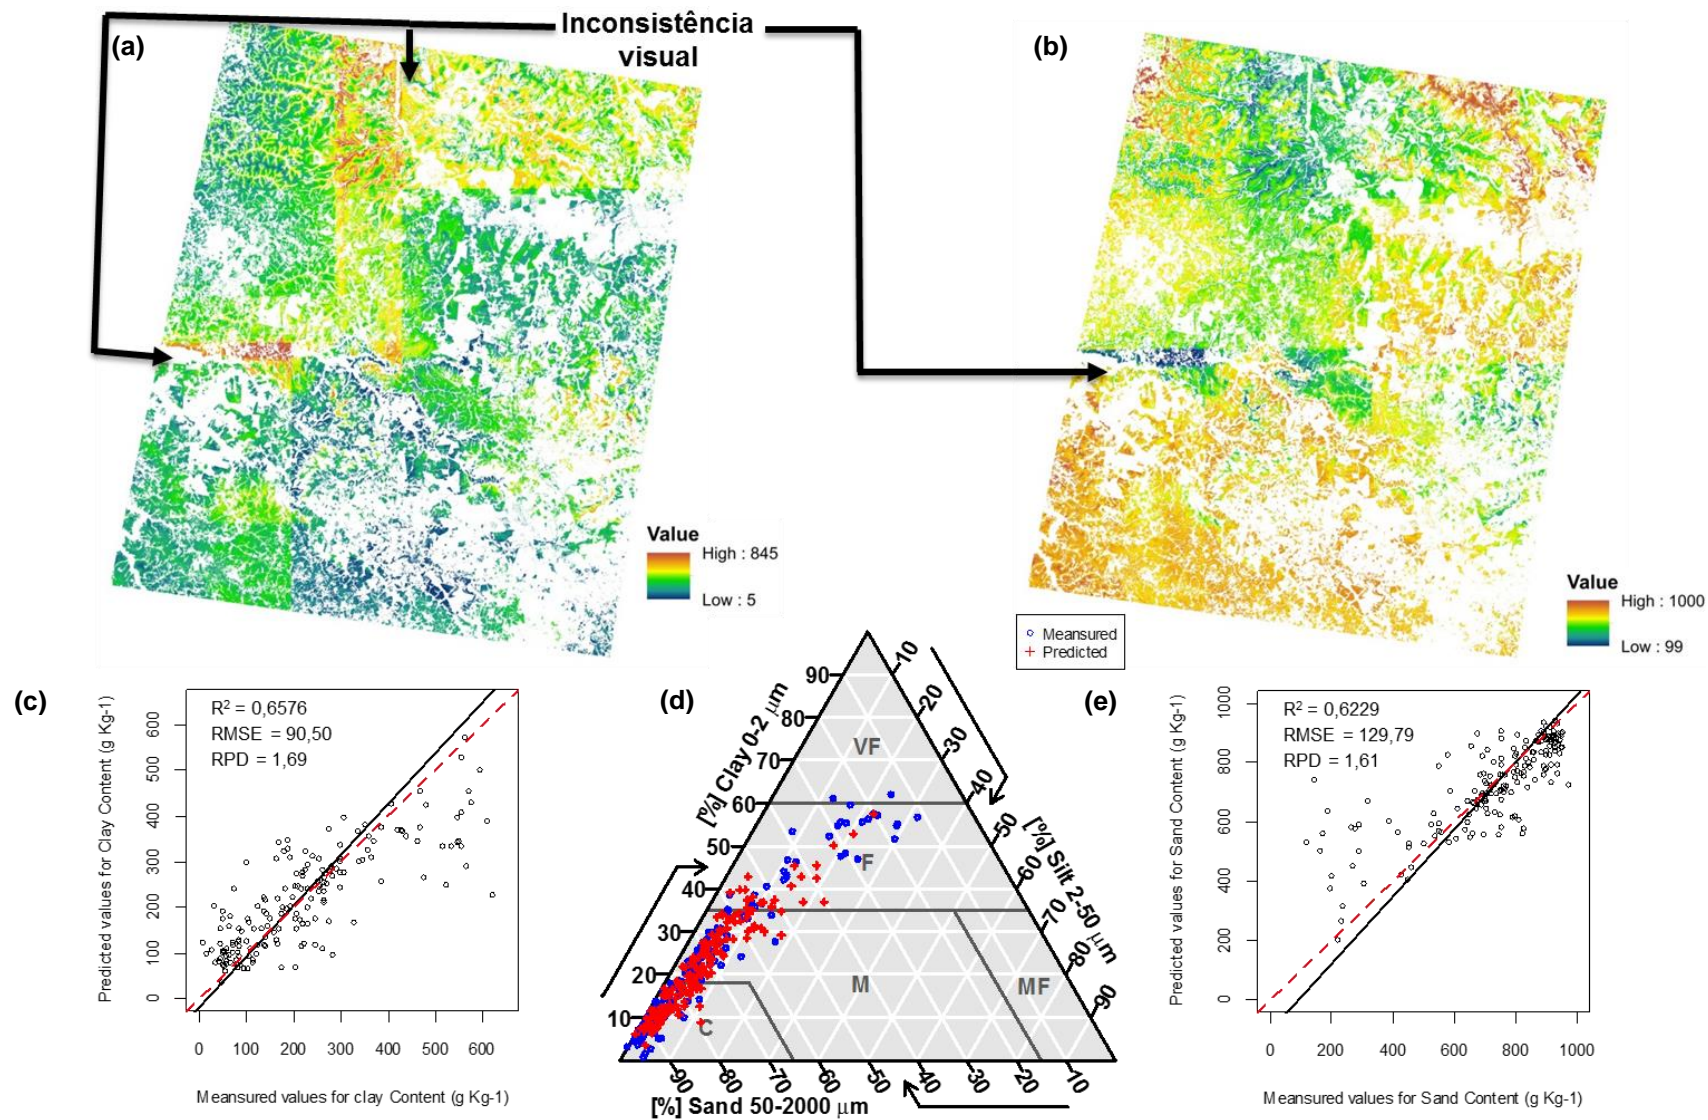 Inconsistência
visual
(a)
(b)
Value
High : 845
Low : 5
Value
High : 1000
Low : 99
Meansured
Predicted
(c)
R² = 0,6576
RMSE = 90,50
RPD = 1,69
Predicted values for Clay Content (g Kg-1)
0 100 200 300 400 500 600
0 100 200 300 400 500 600
Meansured values for clay Content (g Kg-1)
(d)
[%] Clay 0-2 µm
10 20 30 40 50 60 70 80 90
[%] Silt 2-50 µm
10 20 30 40 50 60 70 80 90
VF
F
M
MF
C
90 80 70 60 50 40 30 20 10
[%] Sand 50-2000 µm
(e)
R² = 0,6229
RMSE = 129,79
RPD = 1,61
Predicted values for Sand Content (g Kg-1)
0 200 400 600 800 1000
0 200 400 600 800 1000
Meansured values for Sand Content (g Kg-1)